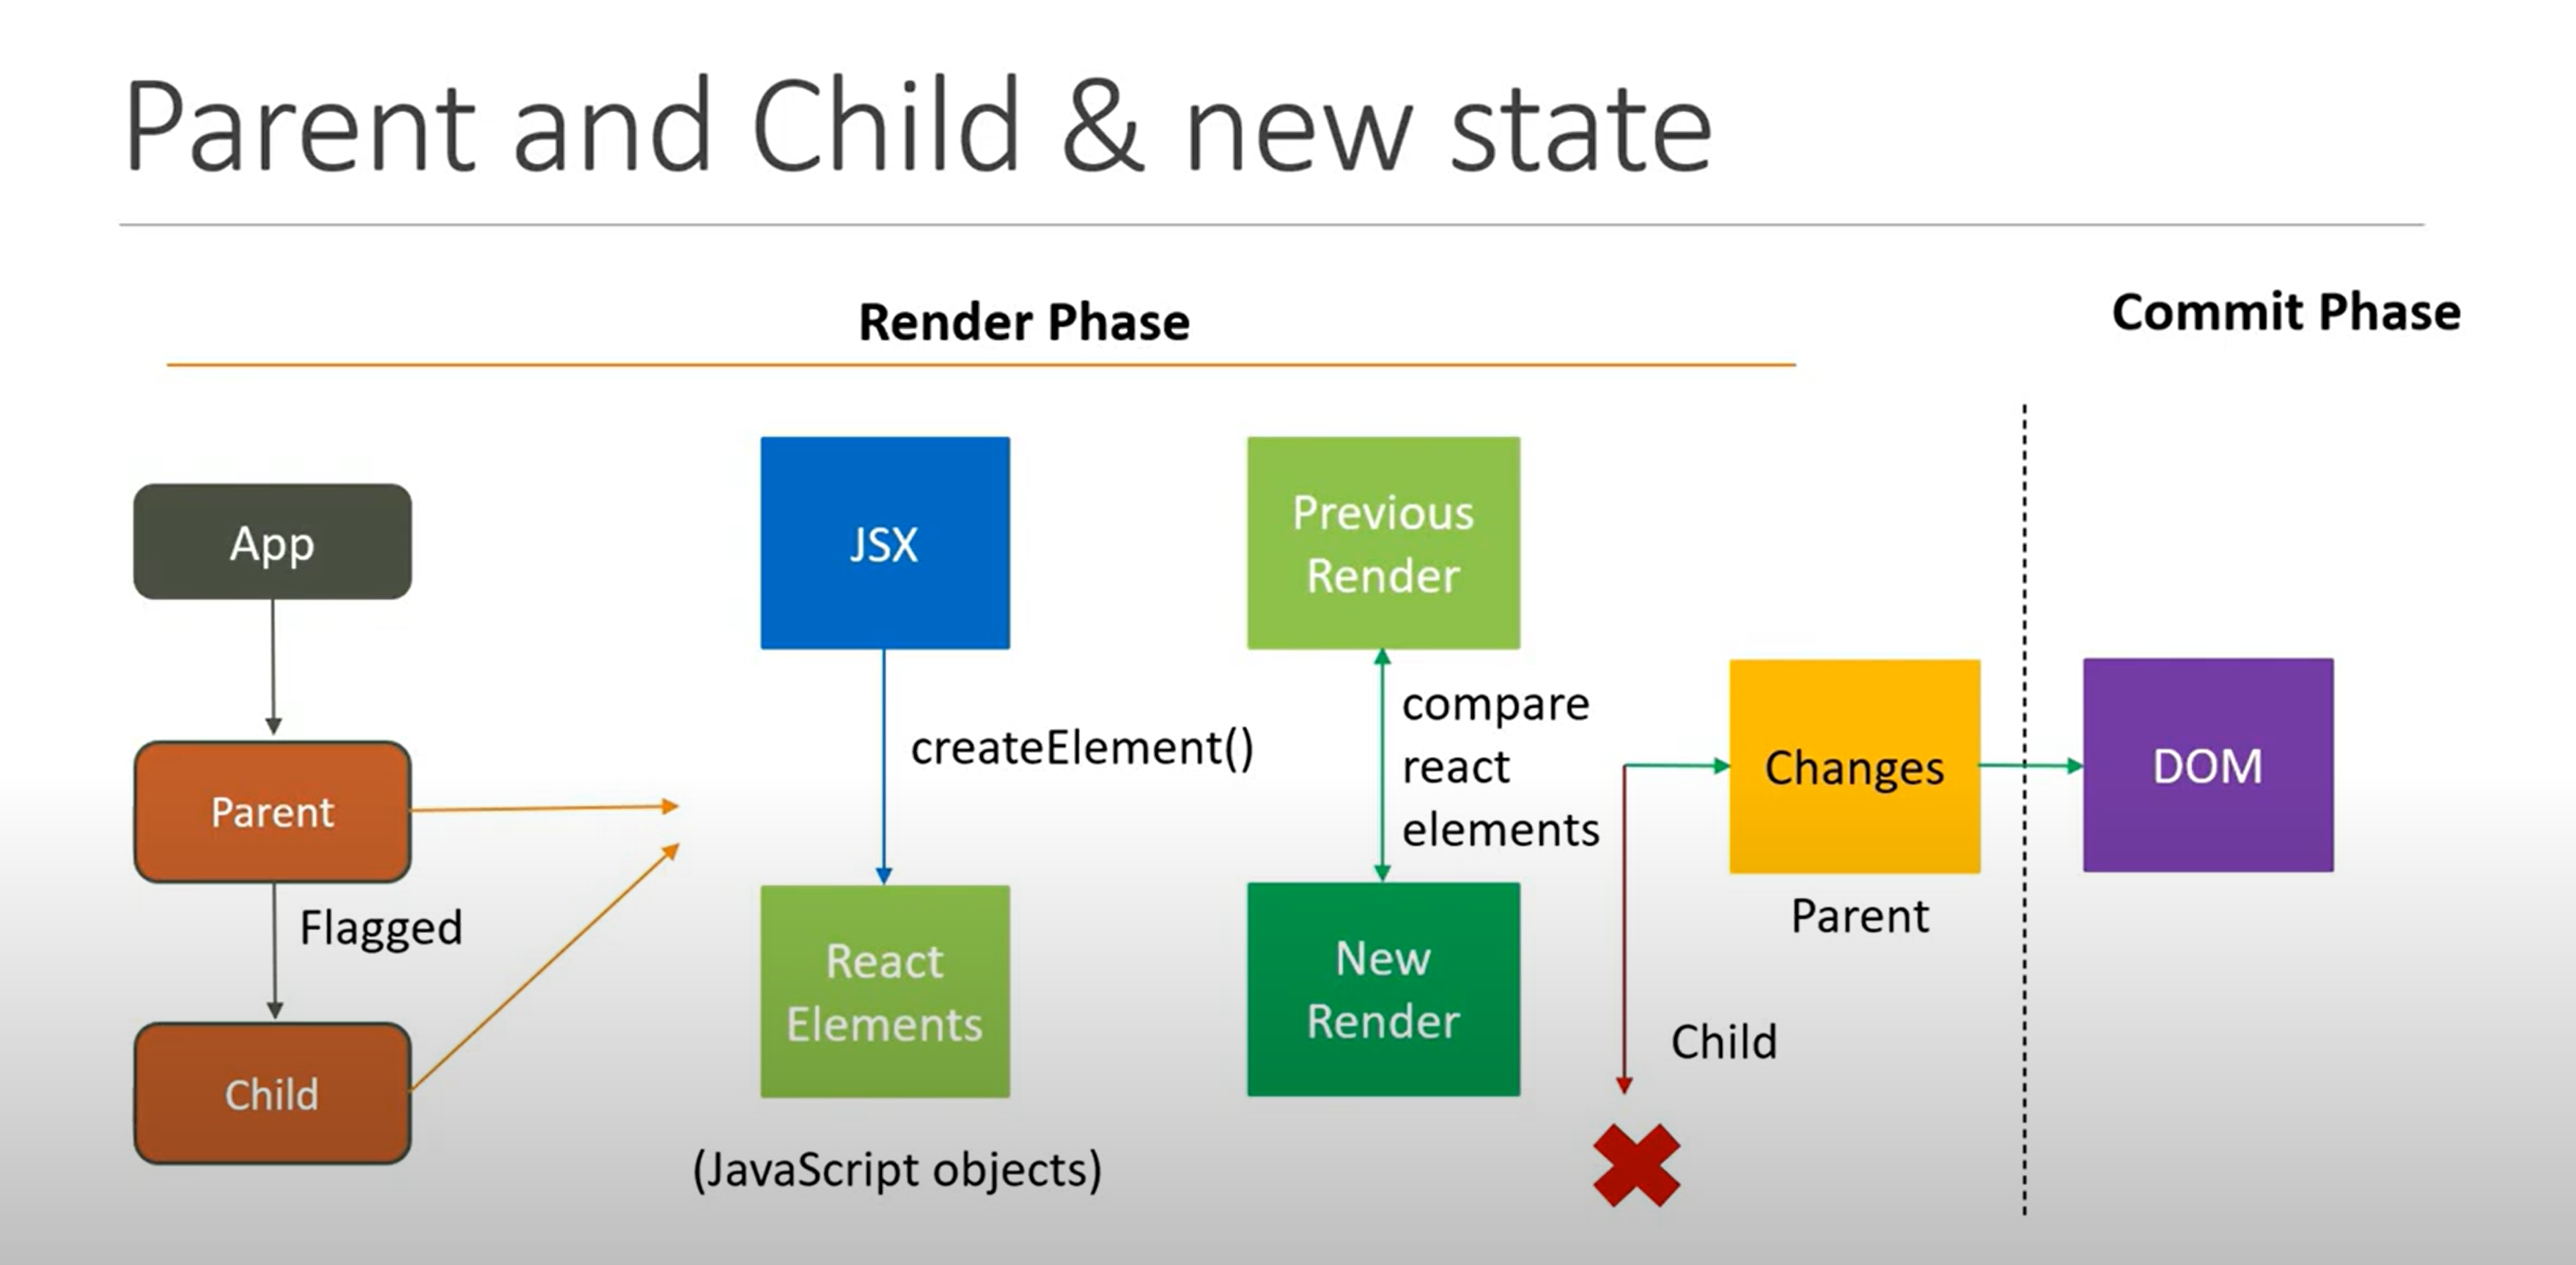 Parent and Child & new state
Render Phase
Commit Phase
App
Parent
Flagged
Child
JSX
createElement()
React
Elements
(JavaScript objects)
Previous
Render
compare
react
elements
New
Render
Changes
Parent
Child
DOM